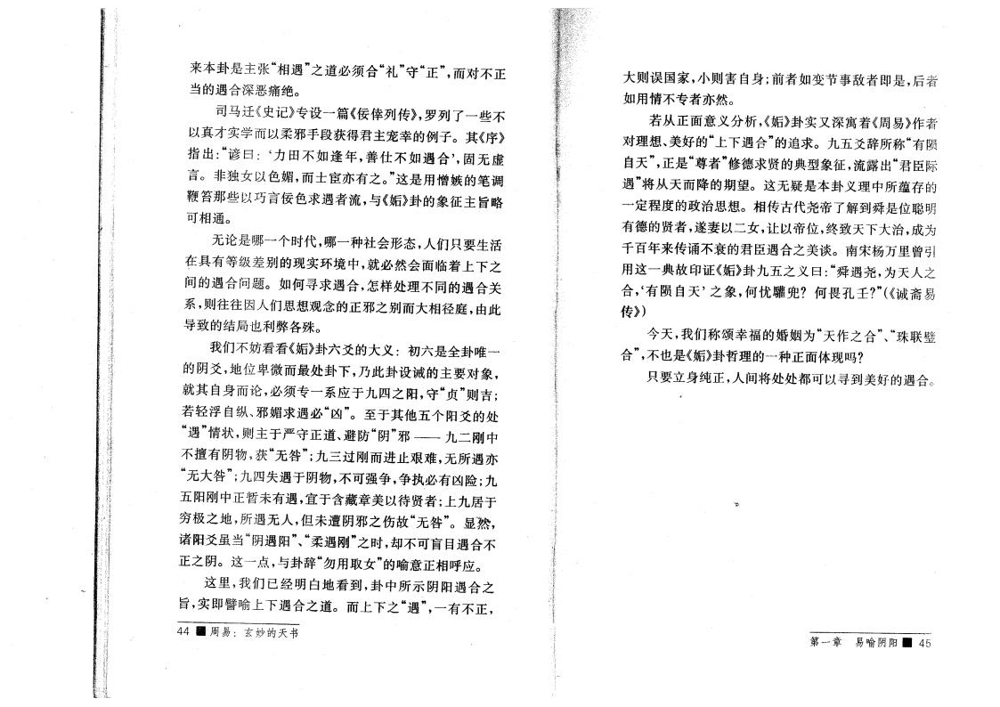 来本卦是主张“相遇”之道必须合“礼”守“正”，而对不正
当的遇合深恶痛绝。
司马迁《史记》专设一篇《佞倖列传》，罗列了一些不
以真才实学而以柔邪手段获得君主宠幸的例子。其《序》
指出：“谚曰：‘力田不如逢年，善仕不如遇合’，固无虚
言。非独女以色媚，而士宦亦有之。”这是用憎嫉的笔调
鞭笞那些以巧言佞色求遇者流，与《姤》卦的象征主旨略
可相通。
无论是哪一个时代，哪一种社会形态，人们只要生活
在具有等级差别的现实环境中，就必然会面临着上下之
间的遇合问题。如何寻求遇合，怎样处理不同的遇合关
系，则往往因人们思想观念的正邪之别而大相径庭，由此
导致的结局也利弊各殊。
我们不妨看看《姤》卦六爻的大义：初六是全卦唯一
的阴爻，地位卑微而最处卦下，乃此卦设诫的主要对象，
就其自身而论，必须专一系应于九四之阳，守“贞”则吉；
若轻浮自纵、邪媚求遇必“凶”。至于其他五个阳爻的处
“遇”情状，则主于严守正道、避防“阴”邪——九二刚中
不擅有阴物，获“无咎”；九三过刚而进止艰难，无所遇亦
“无大咎”；九四失遇于阴物，不可强争，争执必有凶险；九
五阳刚中正暂未有遇，宜于含藏章美以待贤者；上九居于
穷极之地，所遇无人，但未遭阴邪之伤故“无咎”。显然，
诸阳爻虽当“阴遇阳”、“柔遇刚”之时，却不可盲目遇合不
正之阴。这一点，与卦辞“勿用取女”的喻意正相呼应。
这里，我们已经明白地看到，卦中所示阴阳遇合之
旨，实即譬喻上下遇合之道。而上下之“遇”，一有不正，
44 ■ 周易：玄妙的天书
大则误国家，小则害自身；前者如变节事敌者即是，后者
如用情不专者亦然。
若从正面意义分析，《姤》卦实又深寓着《周易》作者
对理想、美好的“上下遇合”的追求。九五爻辞所称“有陨
自天”，正是“尊者”修德求贤的典型象征，流露出“君臣际
遇”将从天而降的期望。这无疑是本卦义理中所蕴存的
一定程度的政治思想。相传古代尧帝了解到舜是位聪明
有德的贤者，遂妻以二女，让以帝位，终致天下大治，成为
千百年来传诵不衰的君臣遇合之美谈。南宋杨万里曾引
用这一典故印证《姤》卦九五之义曰：“舜遇尧，为天人之
合，‘有陨自天’之象，何忧驩兜？何畏孔壬？”（《诚斋易
传》）
今天，我们称颂幸福的婚姻为“天作之合”、“珠联璧
合”，不也是《姤》卦哲理的一种正面体现吗？
只要立身纯正，人间将处处都可以寻到美好的遇合。
第一章 易喻阴阳 ■ 45